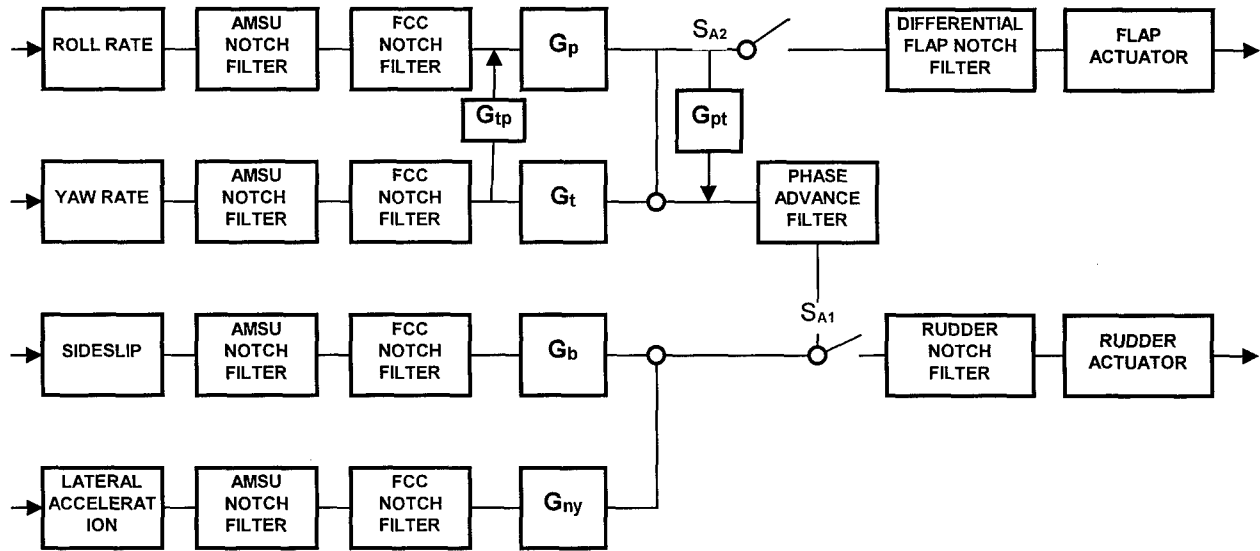 ROLL RATE
AMSU
NOTCH
FILTER
FCC
NOTCH
FILTER
Gp
SA2
DIFFERENTIAL
FLAP NOTCH
FILTER
FLAP
ACTUATOR
Gtp
Gpt
YAW RATE
AMSU
NOTCH
FILTER
FCC
NOTCH
FILTER
Gt
PHASE
ADVANCE
FILTER
SA1
SIDESLIP
AMSU
NOTCH
FILTER
FCC
NOTCH
FILTER
Gb
RUDDER
NOTCH
FILTER
RUDDER
ACTUATOR
LATERAL
ACCELERAT
ION
AMSU
NOTCH
FILTER
FCC
NOTCH
FILTER
Gny